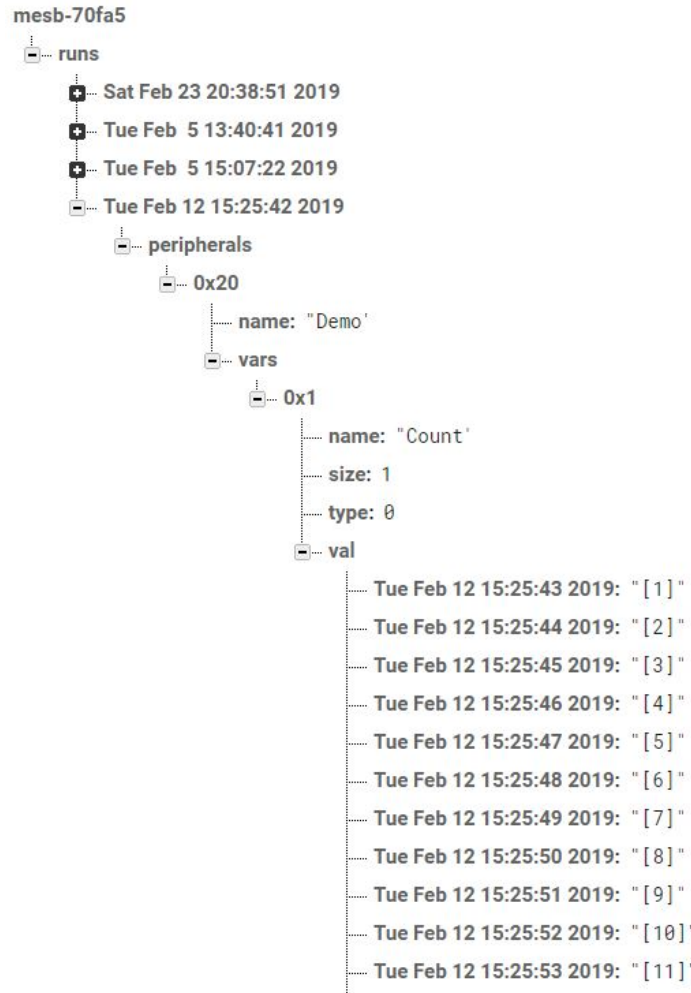 mesb-70fa5
runs
Sat Feb 23 20:38:51 2019
Tue Feb  5 13:40:41 2019
Tue Feb  5 15:07:22 2019
Tue Feb 12 15:25:42 2019
peripherals
0x20
name: "Demo'
vars
0x1
name: "Count'
size: 1
type: 0
val
Tue Feb 12 15:25:43 2019: "[1]"
Tue Feb 12 15:25:44 2019: "[2]"
Tue Feb 12 15:25:45 2019: "[3]"
Tue Feb 12 15:25:46 2019: "[4]"
Tue Feb 12 15:25:47 2019: "[5]"
Tue Feb 12 15:25:48 2019: "[6]"
Tue Feb 12 15:25:49 2019: "[7]"
Tue Feb 12 15:25:50 2019: "[8]"
Tue Feb 12 15:25:51 2019: "[9]"
Tue Feb 12 15:25:52 2019: "[10]'
Tue Feb 12 15:25:53 2019: "[11]'